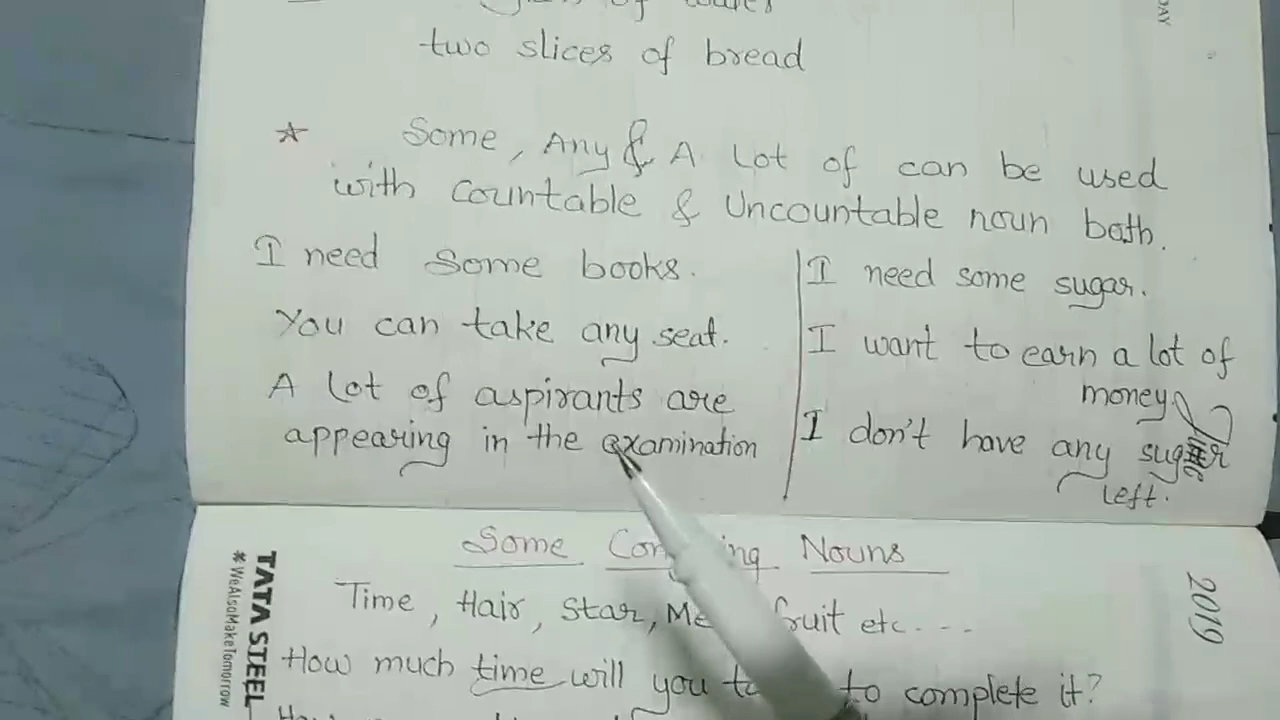 of
two slices of bread
☆ Some, Any & A lot of can be used
with Countable & Uncountable noun both.
I need some books.
You can take any seat.
A lot of aspirants are
appearing in the examination
I need some sugar.
I want to earn a lot of
money
I don't have any sugar
left.
Some Nouns
Time, Hair, Star, fruit etc. ...
How much time will you to complete it?
TATA STEEL
#WeAlsoMakeTomorrow
2019